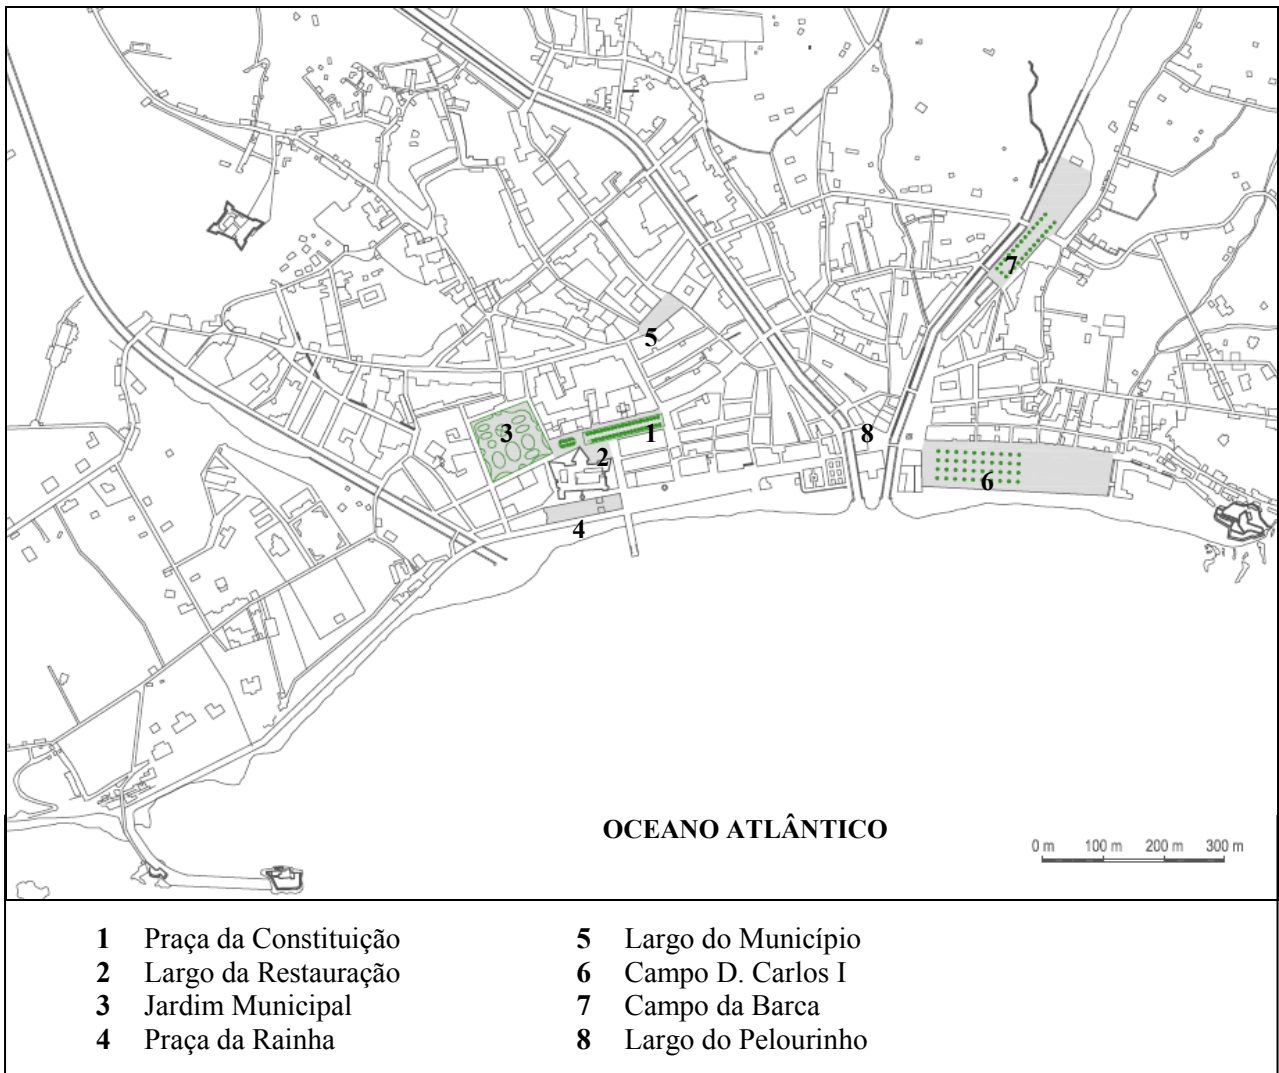 7
5
3
1
8
2
6
4
OCEANO ATLÂNTICO
0 m 100 m 200 m 300 m
1 Praça da Constituição
2 Largo da Restauração
3 Jardim Municipal
4 Praça da Rainha
5 Largo do Município
6 Campo D. Carlos I
7 Campo da Barca
8 Largo do Pelourinho